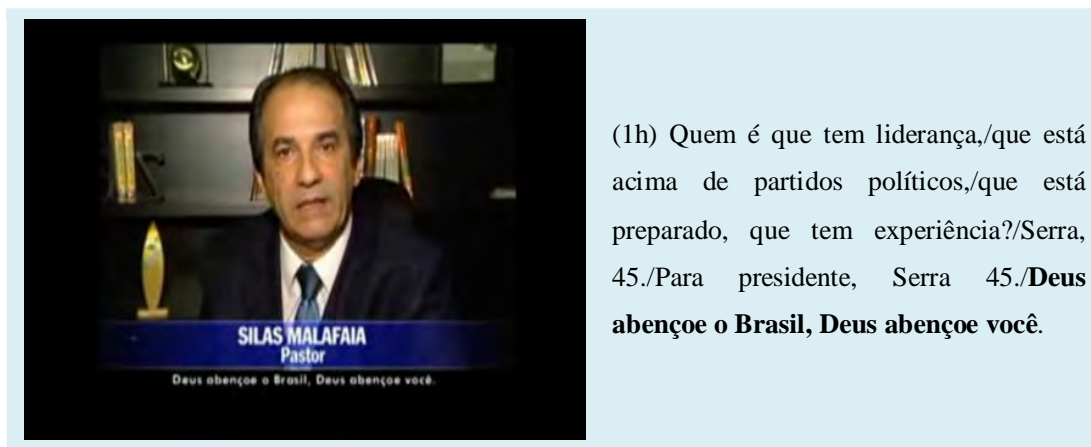 SILAS MALAFAIA
Pastor
Deus abençoe o Brasil, Deus abençoe você.
(1h) Quem é que tem liderança,/que está
acima de partidos políticos,/que está
preparado, que tem experiência?/Serra,
45./Para presidente, Serra 45./Deus
abençoe o Brasil, Deus abençoe você.